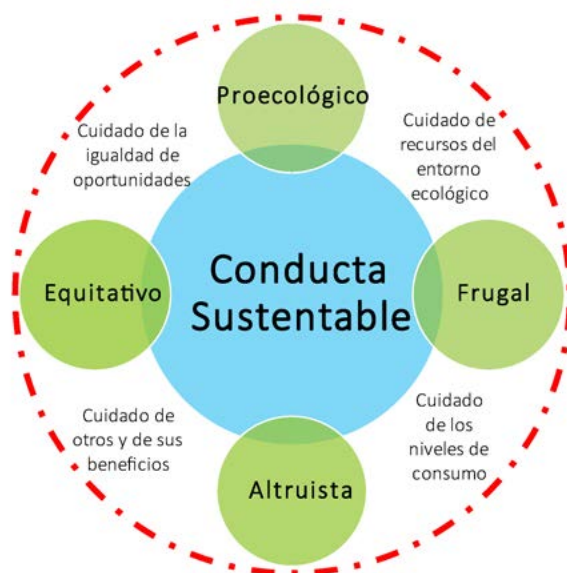 Proecológico
Cuidado de la
igualdad de
oportunidades
Cuidado de
recursos del
entorno
ecológico
Equitativo
Conducta
Sustentable
Frugal
Cuidado de
otros y de sus
beneficios
Cuidado
de los
niveles de
consumo
Altruista